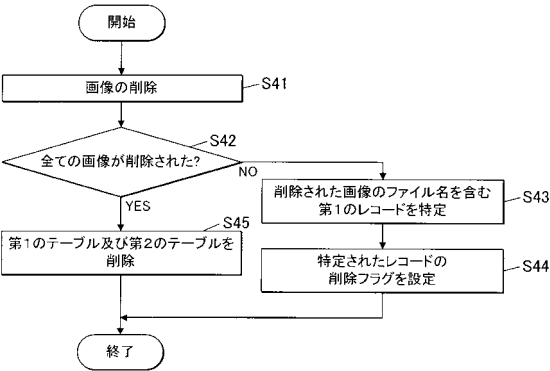 開始
画像の削除
S41
S42
全ての画像が削除された?
NO
YES
削除された画像のファイル名を含む
第1のレコードを特定
S43
S45
第1のテーブル及び第2のテーブルを
削除
特定されたレコードの
削除フラグを設定
S44
終了